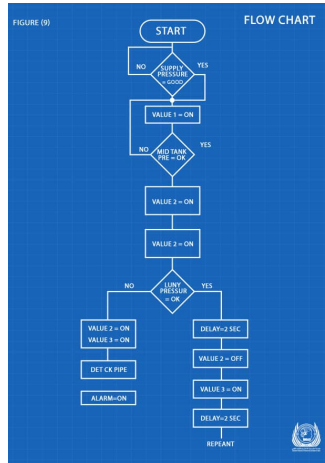 FIGURE (9)
FLOW CHART
START
NO
YES
SUPPLY
PRESSURE
= GOOD
VALUE 1 = ON
NO
YES
MID TANK
PRE = OK
VALUE 2 = ON
VALUE 2 = ON
NO
YES
LUNY
PRESSUR
= OK
VALUE 2 = ON
VALUE 3 = ON
DELAY=2 SEC
DET CK PIPE
VALUE 2 = OFF
ALARM=ON
VALUE 3 = ON
DELAY=2 SEC
REPEANT